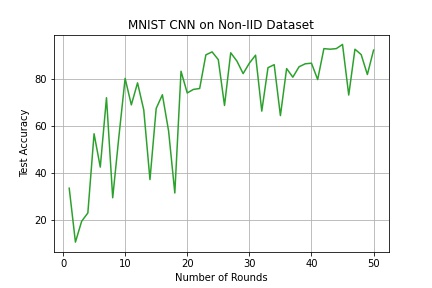 MNIST CNN on Non-IID Dataset
80
60
40
20
Test Accuracy
0 10 20 30 40 50
Number of Rounds